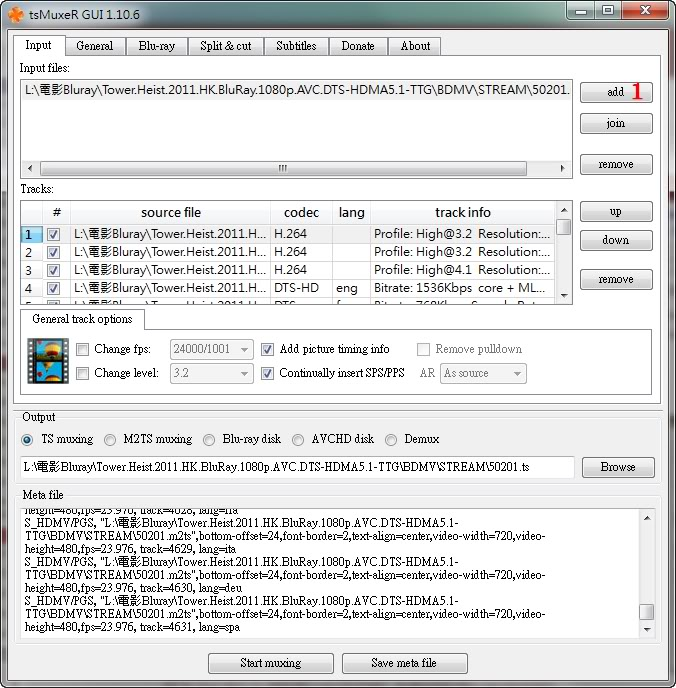 tsMuxeR GUI 1.10.6
Input General Blu-ray Split & cut Subtitles Donate About
Input files:
L:\電影Bluray\Tower.Heist.2011.HK.BluRay.1080p.AVC.DTS-HDMA5.1-TTG\BDMV\STREAM\50201.
add 1
join
remove
Tracks:
# source file codec lang track info
1 L:\電影Bluray\Tower.Heist.2011.H... H.264 Profile: High@3.2 Resolution:...
2 L:\電影Bluray\Tower.Heist.2011.H... H.264 Profile: High@3.2 Resolution:...
3 L:\電影Bluray\Tower.Heist.2011.H... H.264 Profile: High@4.1 Resolution:...
4 L:\電影Bluray\Tower.Heist.2011.H... DTS-HD eng Bitrate: 1536Kbps core + ML...
up
down
remove
General track options
Change fps: 24000/1001 Add picture timing info Remove pulldown
Change level: 3.2 Continually insert SPS/PPS AR As source
Output
TS muxing M2TS muxing Blu-ray disk AVCHD disk Demux
L:\電影Bluray\Tower.Heist.2011.HK.BluRay.1080p.AVC.DTS-HDMA5.1-TTG\BDMV\STREAM\50201.ts Browse
Meta file
height=480,fps=23.976, track=4628, lang=ita
S_HDMV/PGS, "L:\電影Bluray\Tower.Heist.2011.HK.BluRay.1080p.AVC.DTS-HDMA5.1-
TTG\BDMV\STREAM\50201.m2ts",bottom-offset=24,font-border=2,text-align=center,video-width=720,video-
height=480,fps=23.976, track=4629, lang=ita
S_HDMV/PGS, "L:\電影Bluray\Tower.Heist.2011.HK.BluRay.1080p.AVC.DTS-HDMA5.1-
TTG\BDMV\STREAM\50201.m2ts",bottom-offset=24,font-border=2,text-align=center,video-width=720,video-
height=480,fps=23.976, track=4630, lang=deu
S_HDMV/PGS, "L:\電影Bluray\Tower.Heist.2011.HK.BluRay.1080p.AVC.DTS-HDMA5.1-
TTG\BDMV\STREAM\50201.m2ts",bottom-offset=24,font-border=2,text-align=center,video-width=720,video-
height=480,fps=23.976, track=4631, lang=spa
Start muxing Save meta file